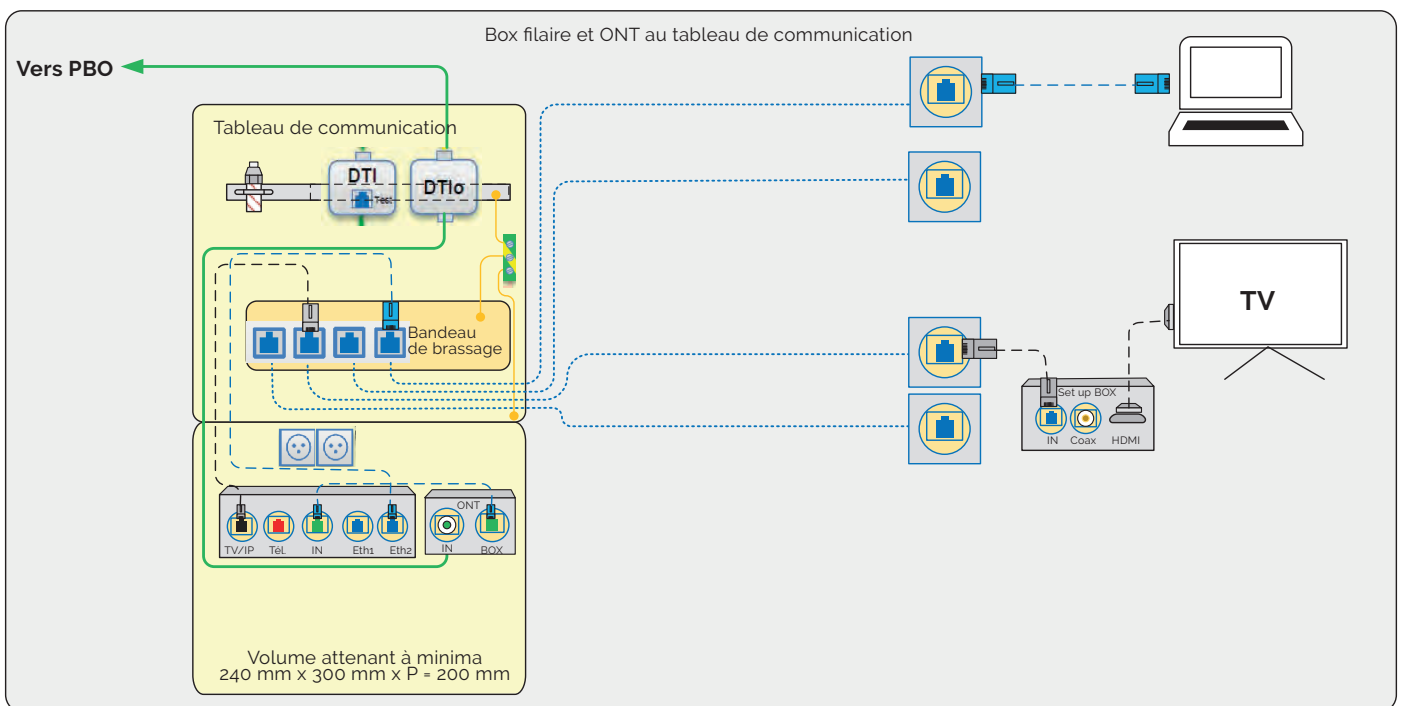 Box filaire et ONT au tableau de communication
Vers PBO
Tableau de communication
DTI
Test
DTIo
Bandeau
de brassage
TV
Set up BOX
IN Coax HDMI
ONT
TV/IP Tél. IN Eth1 Eth2
IN BOX
Volume attenant à minima
240 mm x 300 mm x P = 200 mm